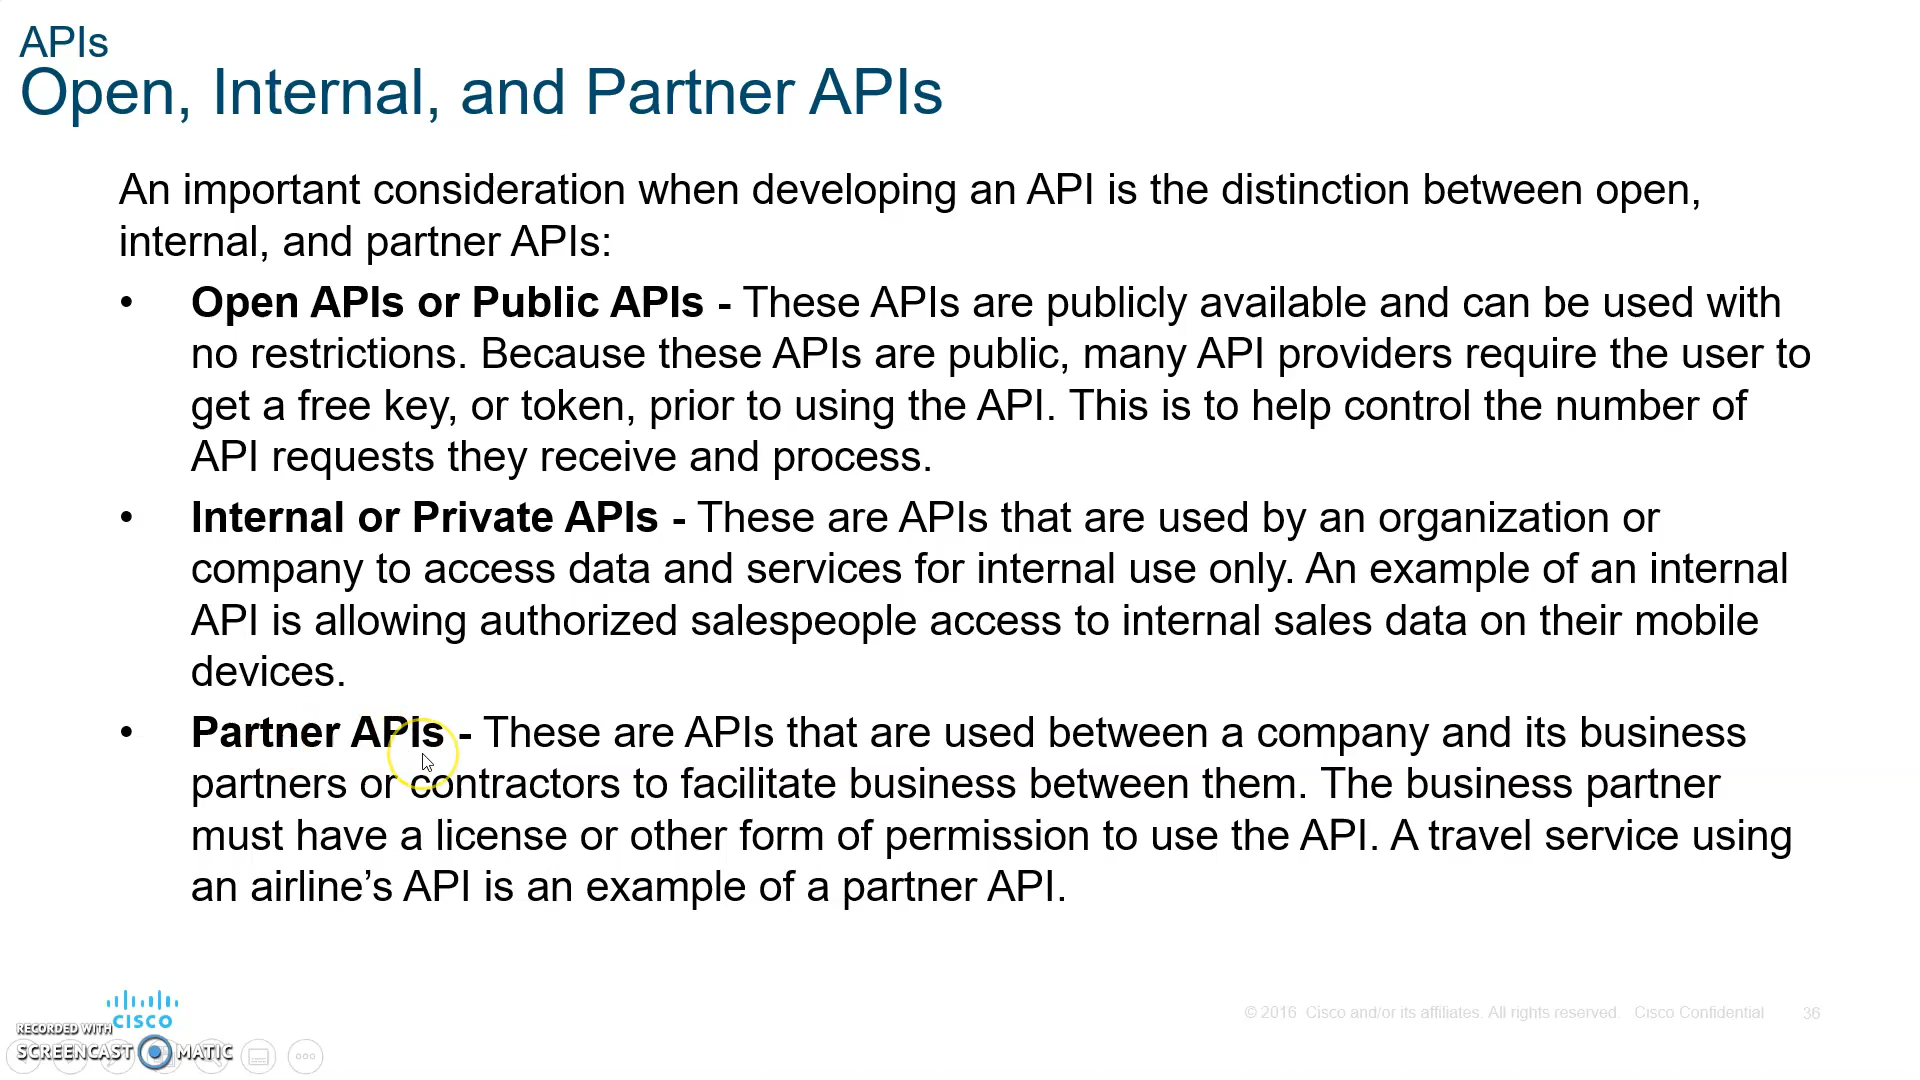 APIs
Open, Internal, and Partner APIs
An important consideration when developing an API is the distinction between open,
internal, and partner APIs:
• Open APIs or Public APIs - These APIs are publicly available and can be used with
no restrictions. Because these APIs are public, many API providers require the user to
get a free key, or token, prior to using the API. This is to help control the number of
API requests they receive and process.
• Internal or Private APIs - These are APIs that are used by an organization or
company to access data and services for internal use only. An example of an internal
API is allowing authorized salespeople access to internal sales data on their mobile
devices.
• Partner APIs - These are APIs that are used between a company and its business
partners or contractors to facilitate business between them. The business partner
must have a license or other form of permission to use the API. A travel service using
an airline’s API is an example of a partner API.
CISCO
© 2016 Cisco and/or its affiliates. All rights reserved. Cisco Confidential 36
RECORDED WITH
SCREENCAST MATIC